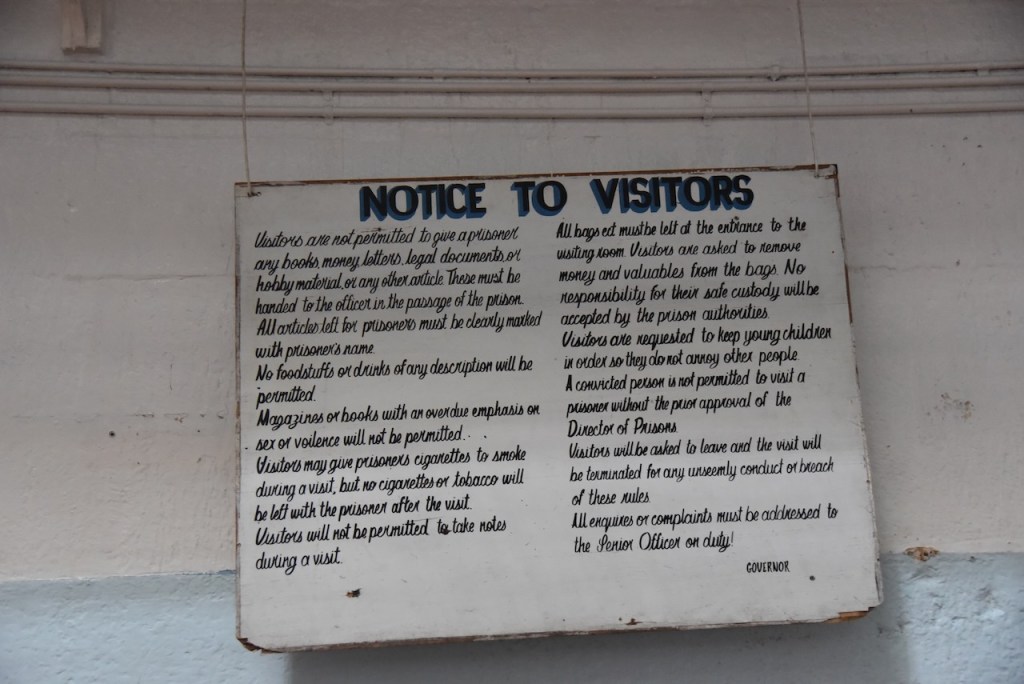 NOTICE TO VISITORS
Visitors are not permitted to give a prisoner
any books, money, letters, legal documents, or
hobby material, or any other article. These must be
handed to the officer in the passage of the prison.
All articles left for prisoners must be clearly marked
with prisoner's name.
No foodstuffs or drinks of any description will be
permitted.
Magazines or books with an overdue emphasis on
sex or voilence will not be permitted.
Visitors may give prisoners cigarettes to smoke
during a visit, but no cigarettes or tobacco will
be left with the prisoner after the visit.
Visitors will not be permitted to take notes
during a visit.
All bags ect must be left at the entrance to the
visiting room. Visitors are asked to remove
money and valuables from the bags. No
responsibility for their safe custody will be
accepted by the prison authorities.
Visitors are requested to keep young children
in order so they do not annoy other people.
A convicted person is not permitted to visit a
prisoner without the prior approval of the
Director of Prisons.
Visitors will be asked to leave and the visit will
be terminated for any unseemly conduct or breach
of these rules.
All enquires or complaints must be addressed to
the Senior Officer on duty!
GOVERNOR